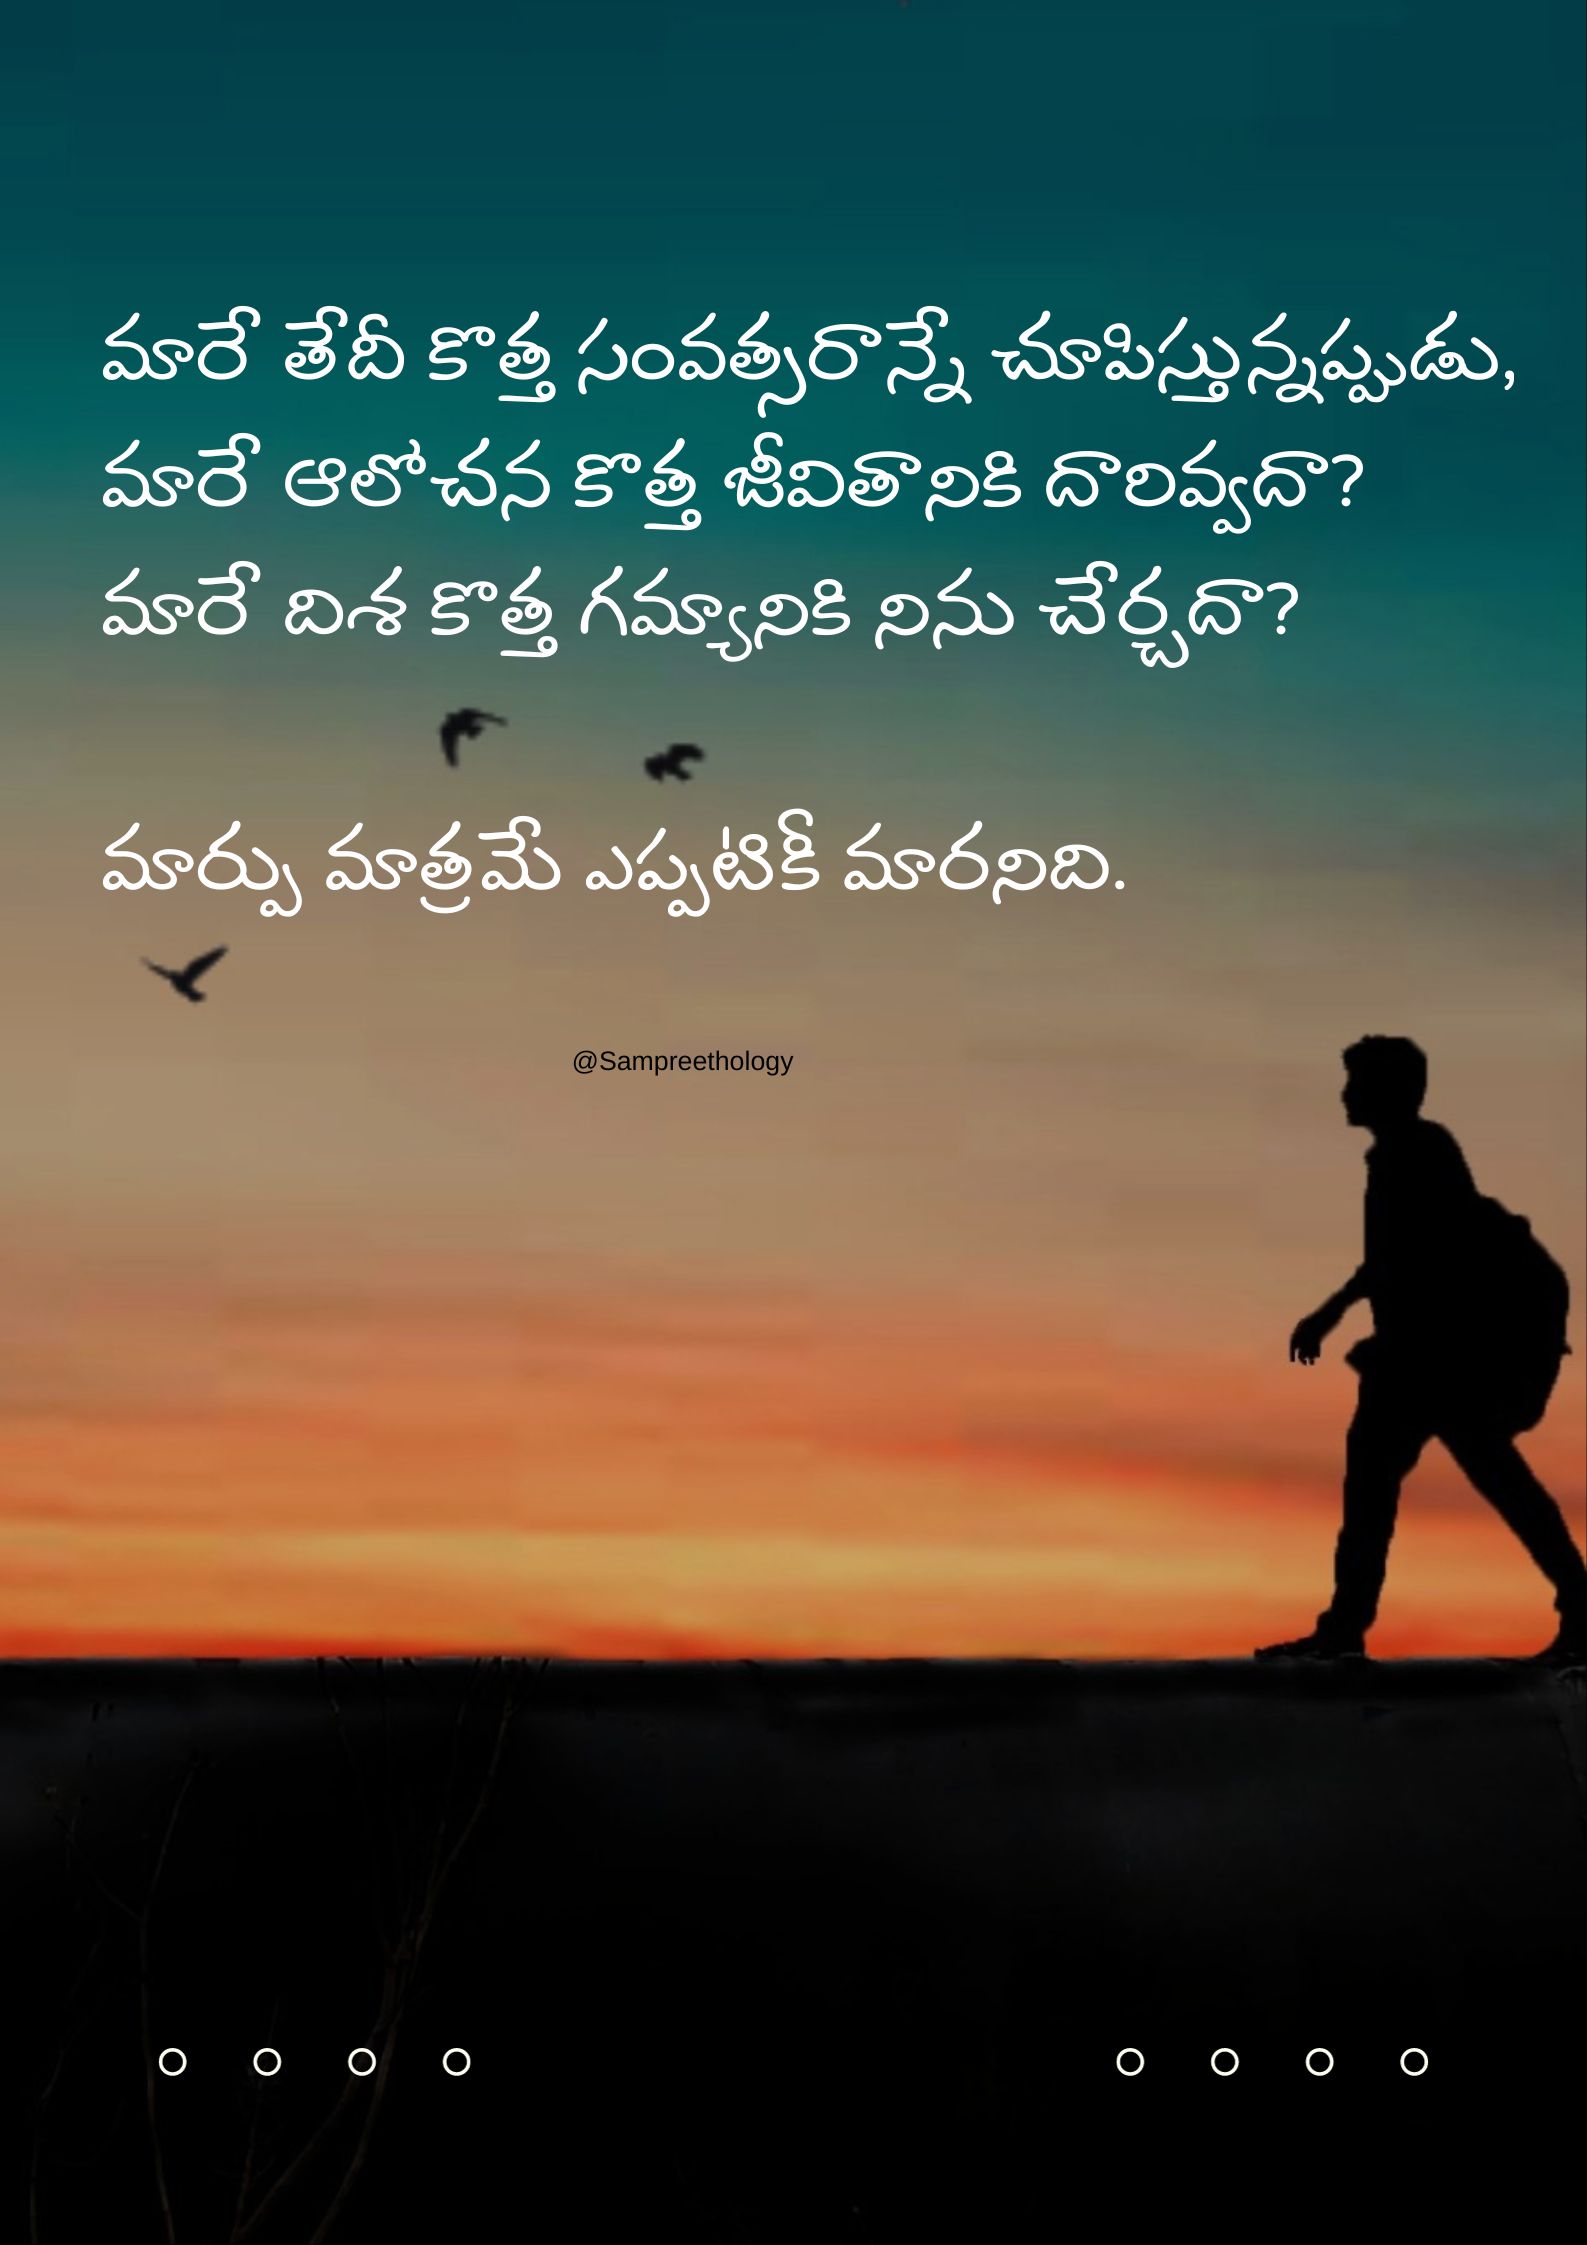 మారే తేదీ కొత్త సంవత్సరాన్నే చూపిస్తున్నప్పుడు,
మారే ఆలోచన కొత్త జీవితానికి దారివ్వదా?
మారే దిశ కొత్త గమ్యానికి నిను చేర్చదా?
మార్పు మాత్రమే ఎప్పటికీ మారనిది.
@Sampreethology